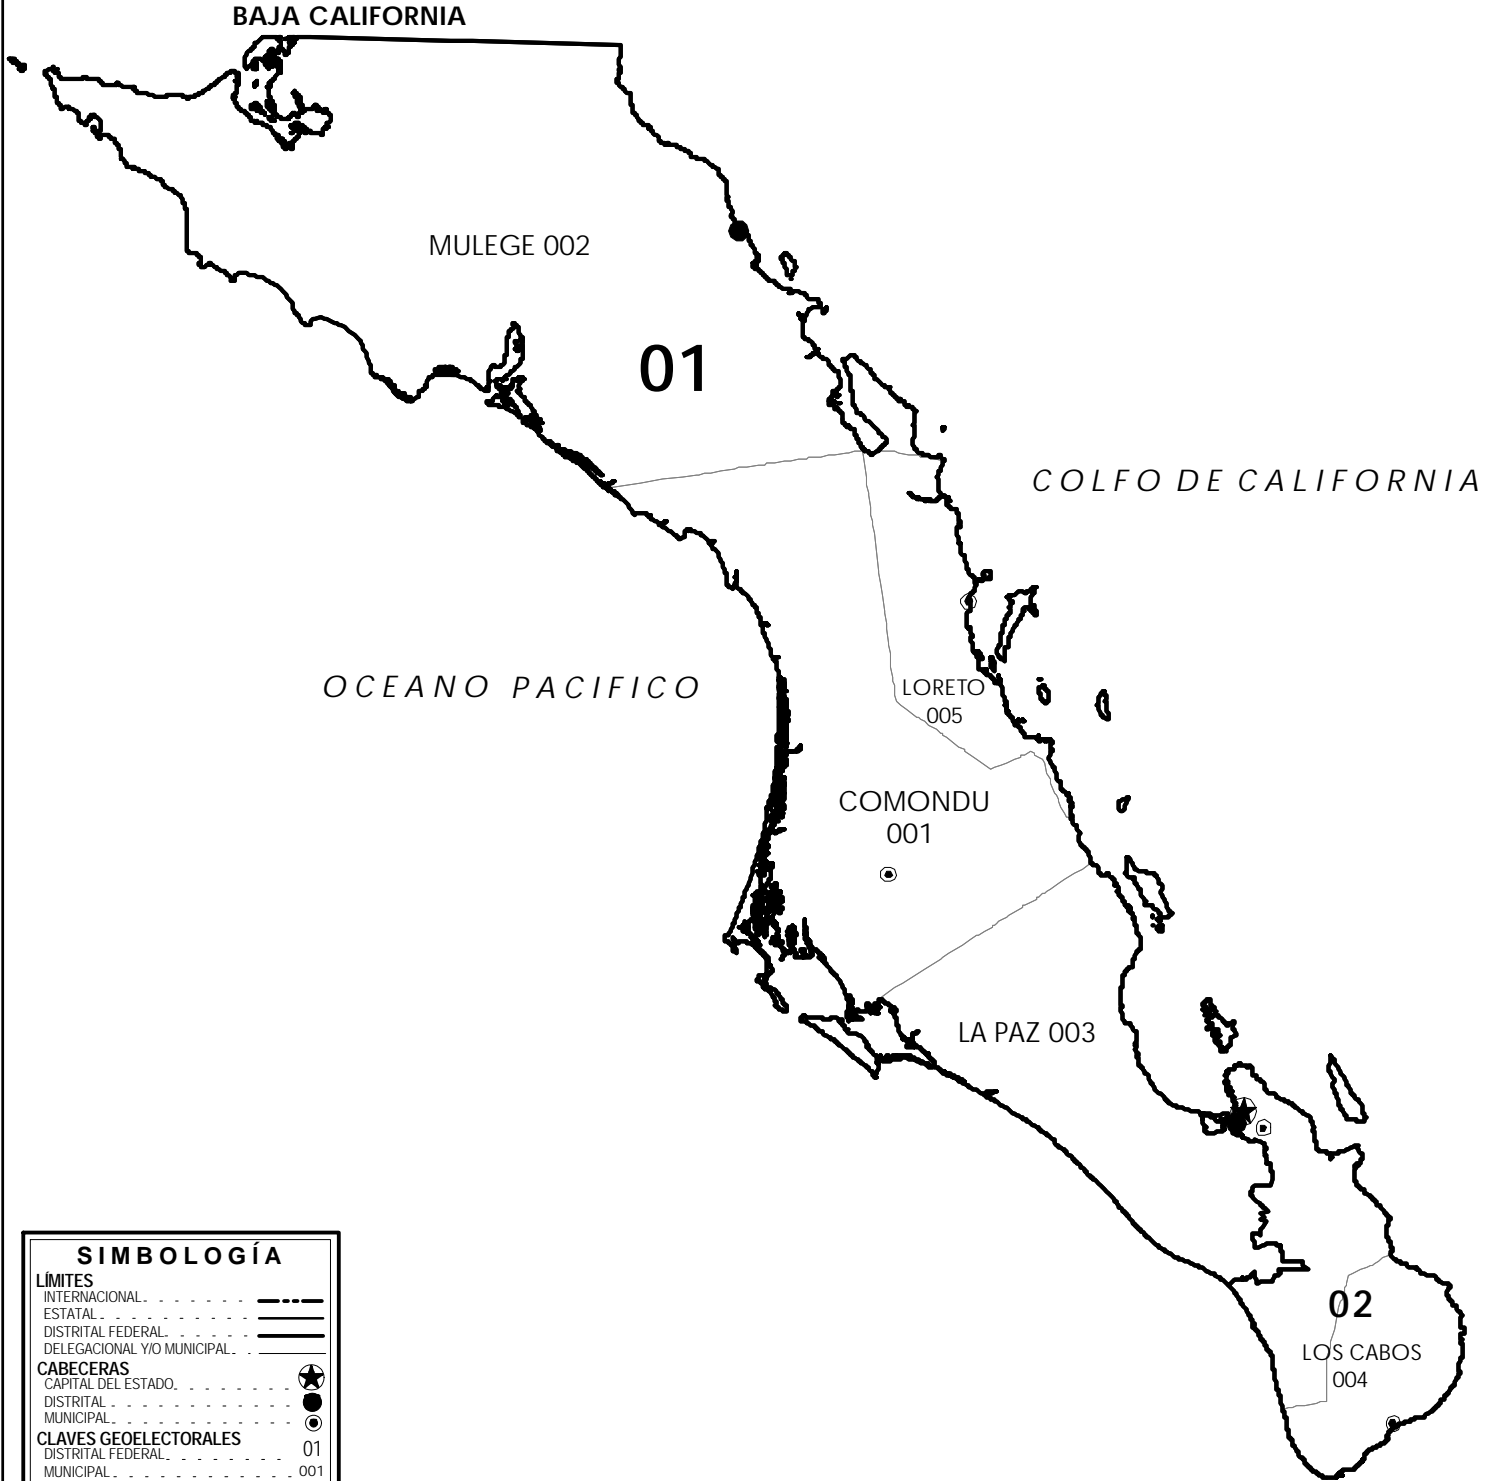 BAJA CALIFORNIA
MULEGE 002
01
COLFO DE CALIFORNIA
OCEANO PACIFICO
LORETO
005
COMONDU
001
LA PAZ 003
02
LOS CABOS
004
SIMBOLOGÍA
LÍMITES
INTERNACIONAL
ESTATAL
DISTRITAL FEDERAL
DELEGACIONAL Y/O MUNICIPAL
CABECERAS
CAPITAL DEL ESTADO
DISTRITAL
MUNICIPAL
CLAVES GEOELECTORALES
DISTRITAL FEDERAL 01
MUNICIPAL 001